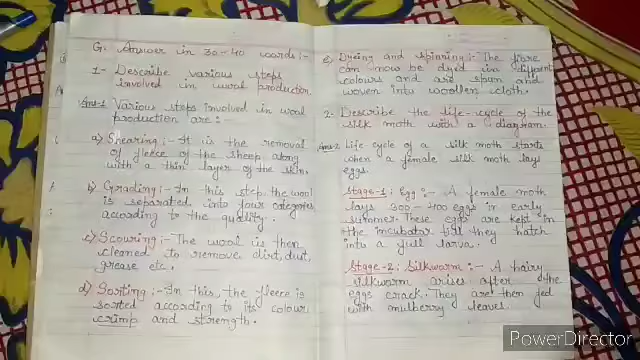 G. Answer in 30-40 words:-
1- Describe various steps
involved in wool production.
Ans-1 Various steps involved in wool
production are:-
a) Shearing:- It is the removal
of fleece of the sheep along
with a thin layer of the skin.
b) Grading:- In this step the wool
is separated into four categories
according to the quality.
c) Scouring:- The wool is then
cleaned to remove dirt, dust,
grease etc.
d) Sorting:- In this, the fleece is
sorted according to its colour,
crimp and strength.
e) Dyeing and spinning:- The fibre
can now be dyed in different
colours and are spun and
woven into woollen cloth.
2- Describe the life-cycle of the
silk moth with a diagram.
Ans-2 Life cycle of a silk moth starts
when a female silk moth lays
eggs.
Stage-1: Egg:- A female moth
lays 300-400 eggs in early
summer. These eggs are kept in
the incubator till they hatch
into a full larva.
Stage-2: Silkworm:- A hairy
silkworm arises after the
eggs crack. They are then fed
with mulberry leaves.
PowerDirector